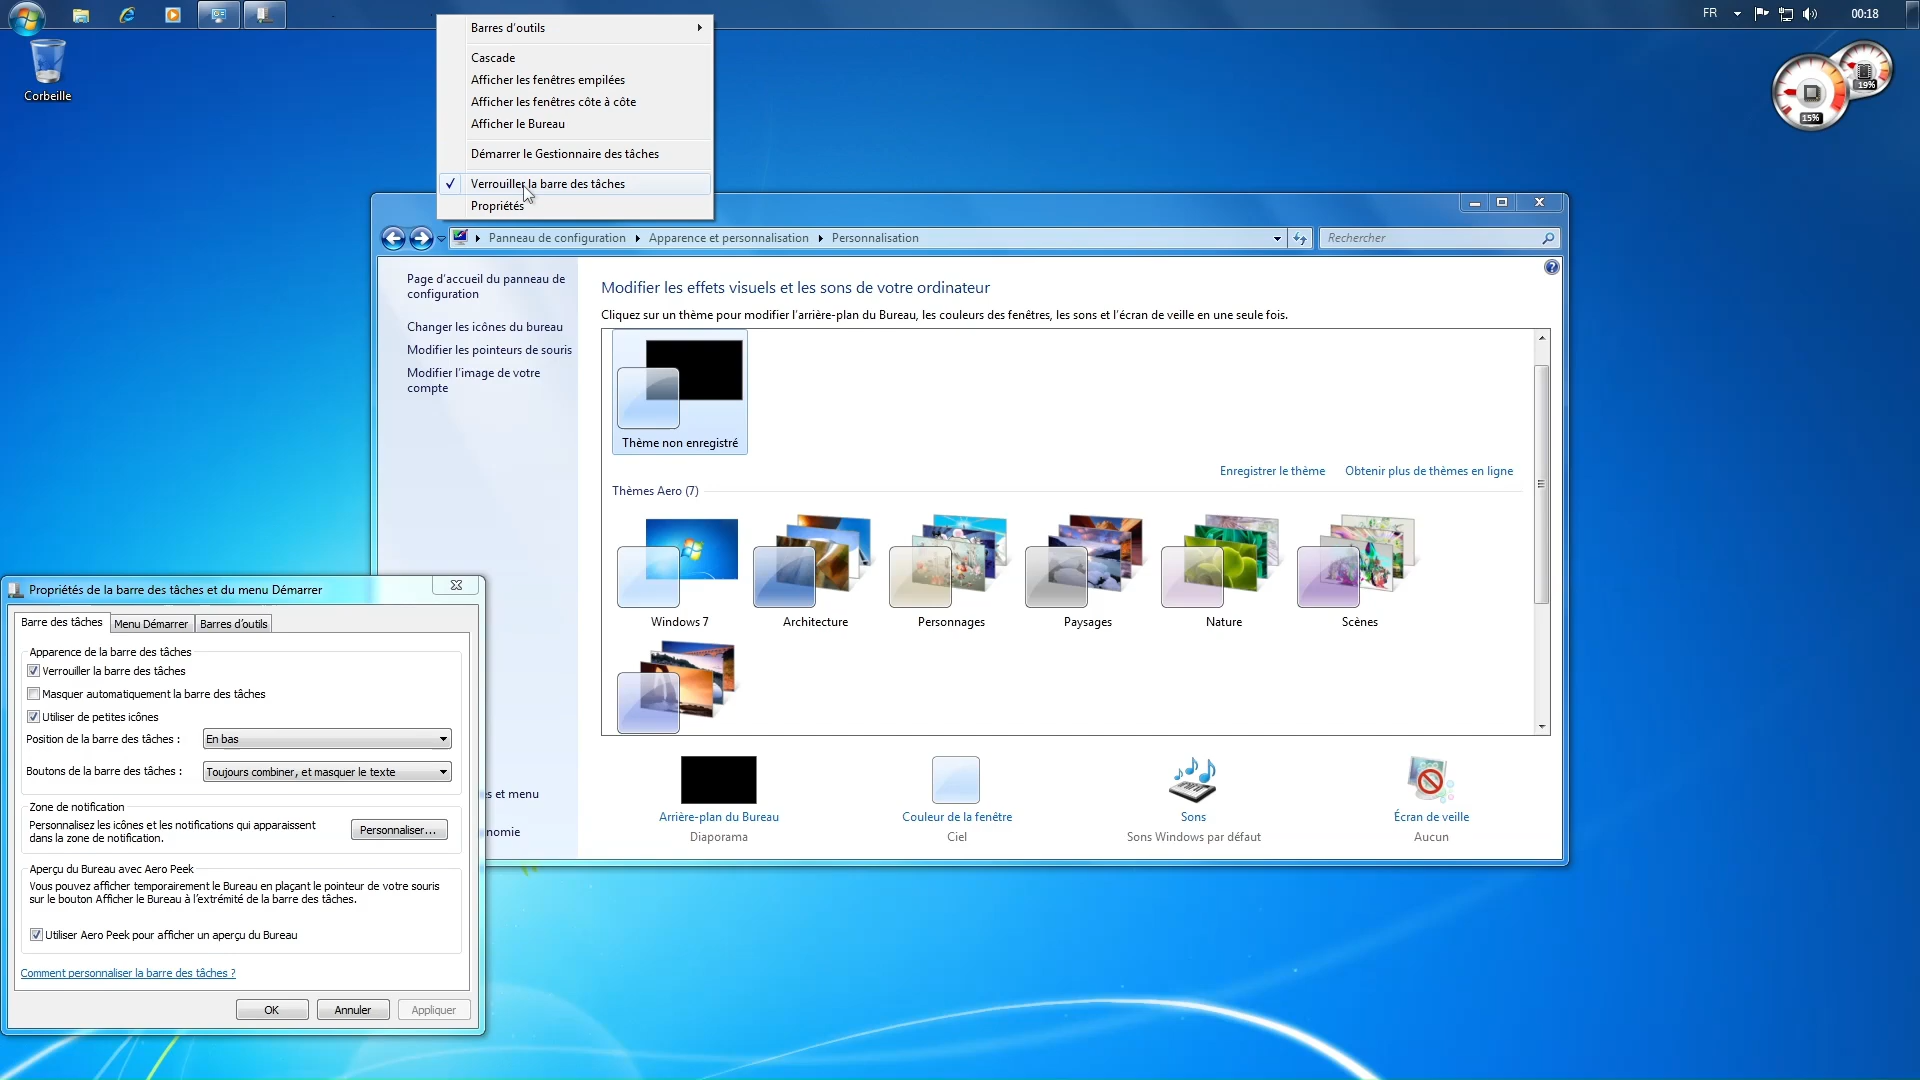 FR
00:18
Corbeille
15%
19%
Barres d'outils
Cascade
Afficher les fenêtres empilées
Afficher les fenêtres côte à côte
Afficher le Bureau
Démarrer le Gestionnaire des tâches
Verrouiller la barre des tâches
Propriétés
Panneau de configuration
Apparence et personnalisation
Personnalisation
Rechercher
Page d'accueil du panneau de
configuration
Changer les icônes du bureau
Modifier les pointeurs de souris
Modifier l'image de votre
compte
Modifier les effets visuels et les sons de votre ordinateur
Cliquez sur un thème pour modifier l'arrière-plan du Bureau, les couleurs des fenêtres, les sons et l'écran de veille en une seule fois.
Thème non enregistré
Enregistrer le thème
Obtenir plus de thèmes en ligne
Thèmes Aero (7)
Windows 7
Architecture
Personnages
Paysages
Nature
Scènes
es et menu
onomie
Arrière-plan du Bureau
Diaporama
Couleur de la fenêtre
Ciel
Sons
Sons Windows par défaut
Écran de veille
Aucun
Propriétés de la barre des tâches et du menu Démarrer
Barre des tâches
Menu Démarrer
Barres d'outils
Apparence de la barre des tâches
Verrouiller la barre des tâches
Masquer automatiquement la barre des tâches
Utiliser de petites icônes
Position de la barre des tâches :
En bas
Boutons de la barre des tâches :
Toujours combiner, et masquer le texte
Zone de notification
Personnalisez les icônes et les notifications qui apparaissent
dans la zone de notification.
Personnaliser...
Aperçu du Bureau avec Aero Peek
Vous pouvez afficher temporairement le Bureau en plaçant le pointeur de votre souris
sur le bouton Afficher le Bureau à l'extrémité de la barre des tâches.
Utiliser Aero Peek pour afficher un aperçu du Bureau
Comment personnaliser la barre des tâches ?
OK
Annuler
Appliquer